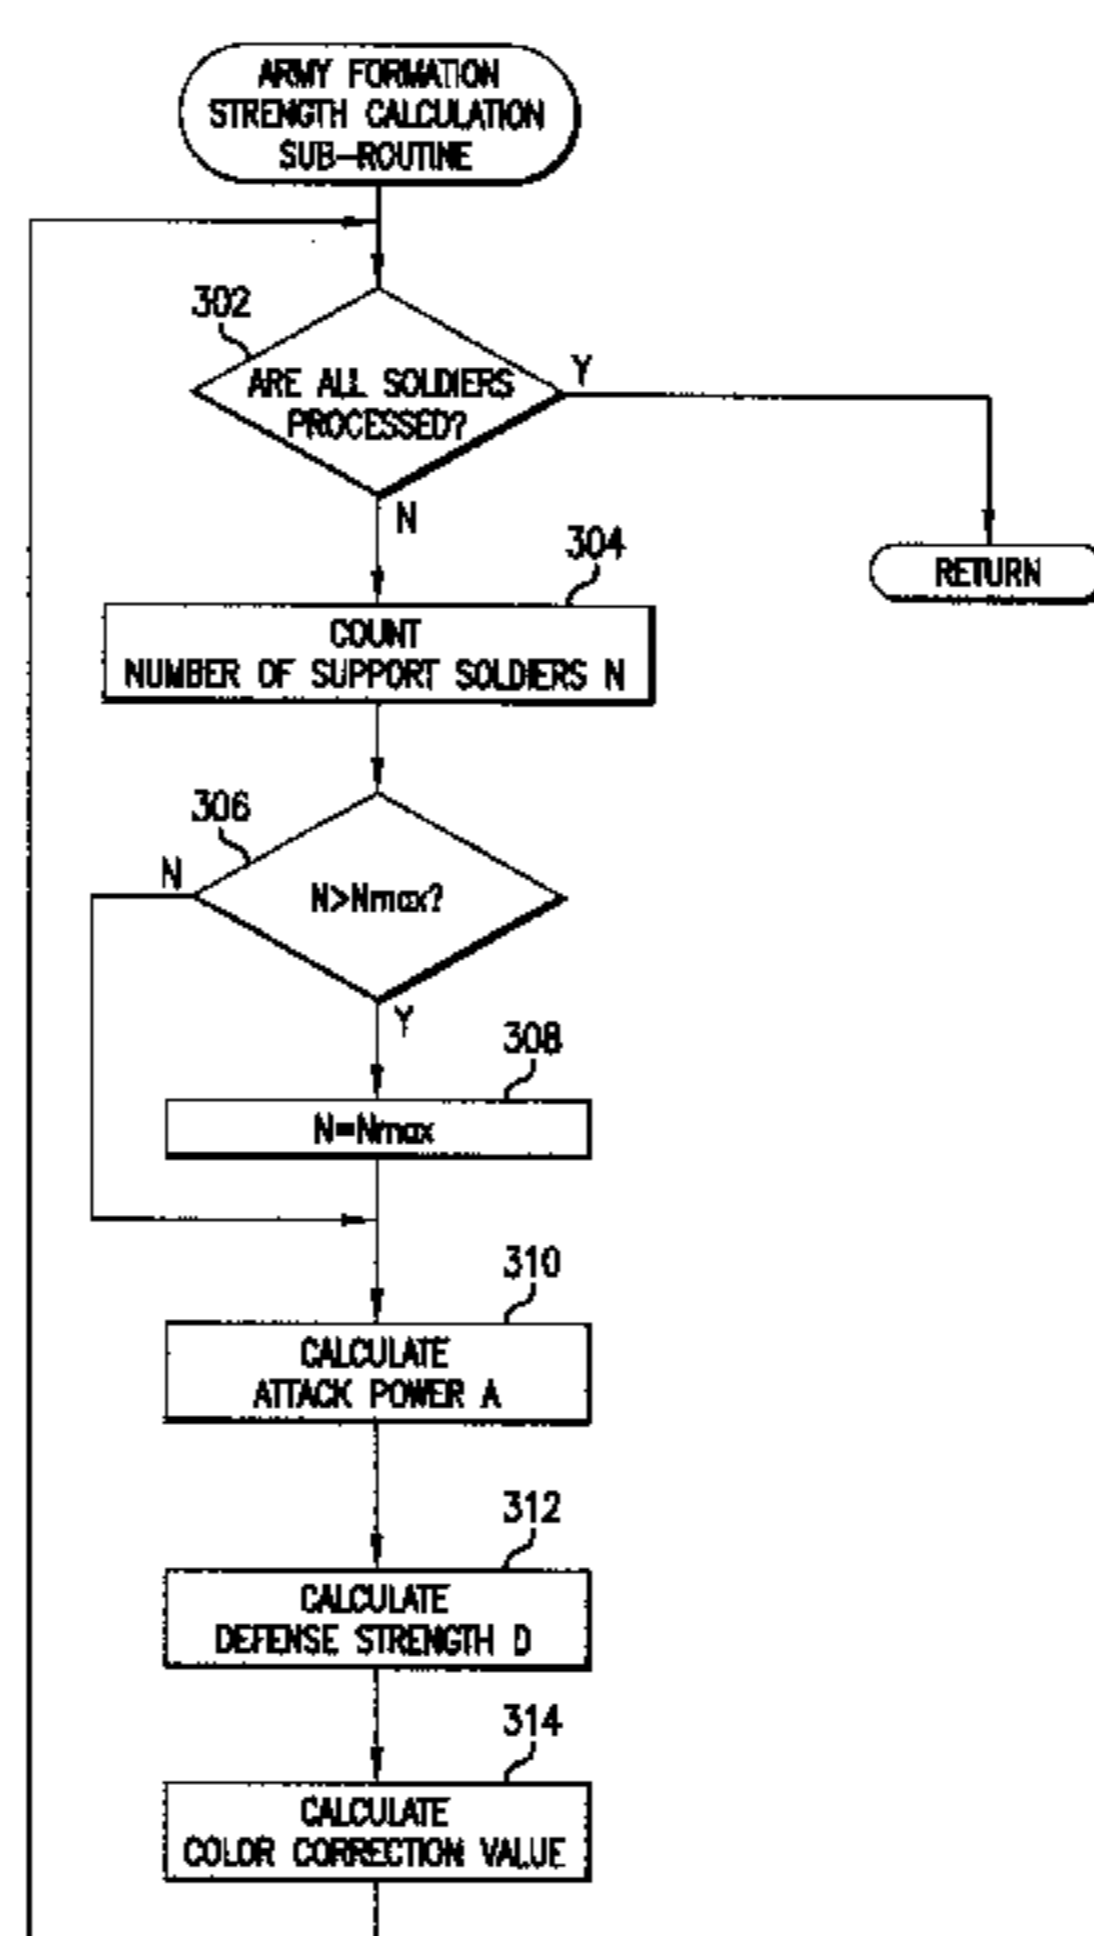 ARMY FORMATION
STRENGTH CALCULATION
SUB-ROUTINE
302
ARE ALL SOLDIERS
PROCESSED?
Y
N
RETURN
304
COUNT
NUMBER OF SUPPORT SOLDIERS N
306
N
N>Nmax?
Y
308
N=Nmax
310
CALCULATE
ATTACK POWER A
312
CALCULATE
DEFENSE STRENGTH D
314
CALCULATE
COLOR CORRECTION VALUE